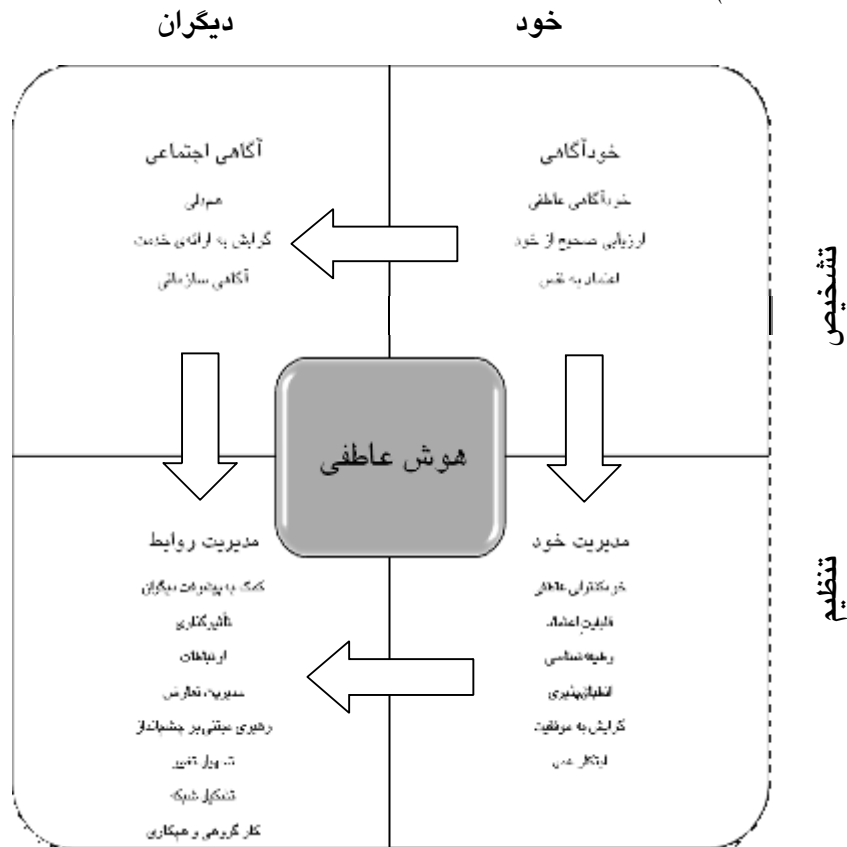 خود
دیگران
تشخیص
خودآگاهی
خودآگاهی عاطفی
ارزیابی صحیح از خود
اعتماد به نفس
آگاهی اجتماعی
همدلی
گرایش به ارائه‌ی خدمت
آگاهی سازمانی
هوش عاطفی
تنظیم
مدیریت خود
خودکنترلی عاطفی
قابلیت اعتماد
وظیفه‌شناسی
انطباق‌پذیری
گرایش به موفقیت
ابتکار عمل
مدیریت روابط
کمک به پیشرفت دیگران
تأثیرگذاری
ارتباطات
مدیریت تعارض
رهبری مبتنی بر چشم‌انداز
تسهیل تغییر
تشکیل شبکه
کار گروهی و همکاری